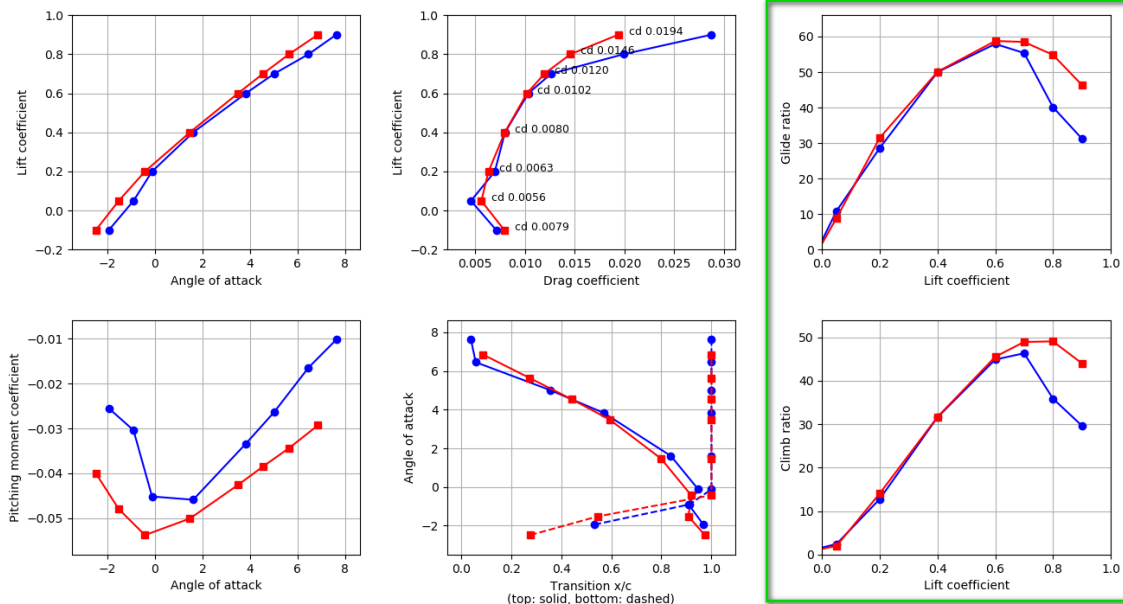 1.0
0.8
0.6
0.4
0.2
0.0
−0.2
Lift coefficient
−2 0 2 4 6 8
Angle of attack
1.0
0.8
0.6
0.4
0.2
0.0
−0.2
Lift coefficient
cd 0.0194
cd 0.0146
cd 0.0120
cd 0.0102
cd 0.0080
cd 0.0063
cd 0.0056
cd 0.0079
0.005 0.010 0.015 0.020 0.025 0.030
Drag coefficient
60
50
40
30
20
10
0
Glide ratio
0.0 0.2 0.4 0.6 0.8 1.0
Lift coefficient
−0.01
−0.02
−0.03
−0.04
−0.05
Pitching moment coefficient
−2 0 2 4 6 8
Angle of attack
8
6
4
2
0
−2
Angle of attack
0.0 0.2 0.4 0.6 0.8 1.0
Transition x/c
(top: solid, bottom: dashed)
50
40
30
20
10
0
Climb ratio
0.0 0.2 0.4 0.6 0.8 1.0
Lift coefficient